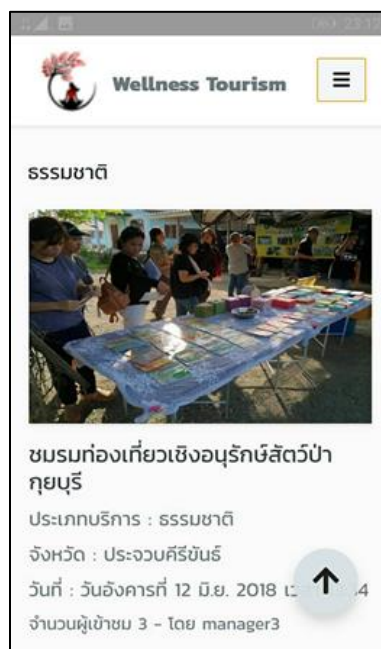 23:12
Wellness Tourism
ธรรมชาติ
ชมรมท่องเที่ยวเชิงอนุรักษ์สัตว์ป่า
กุยบุรี
ประเภทบริการ : ธรรมชาติ
จังหวัด : ประจวบคีรีขันธ์
วันที่ : วันอังคารที่ 12 มิ.ย. 2018
จำนวนผู้เข้าชม 3 - โดย manager3